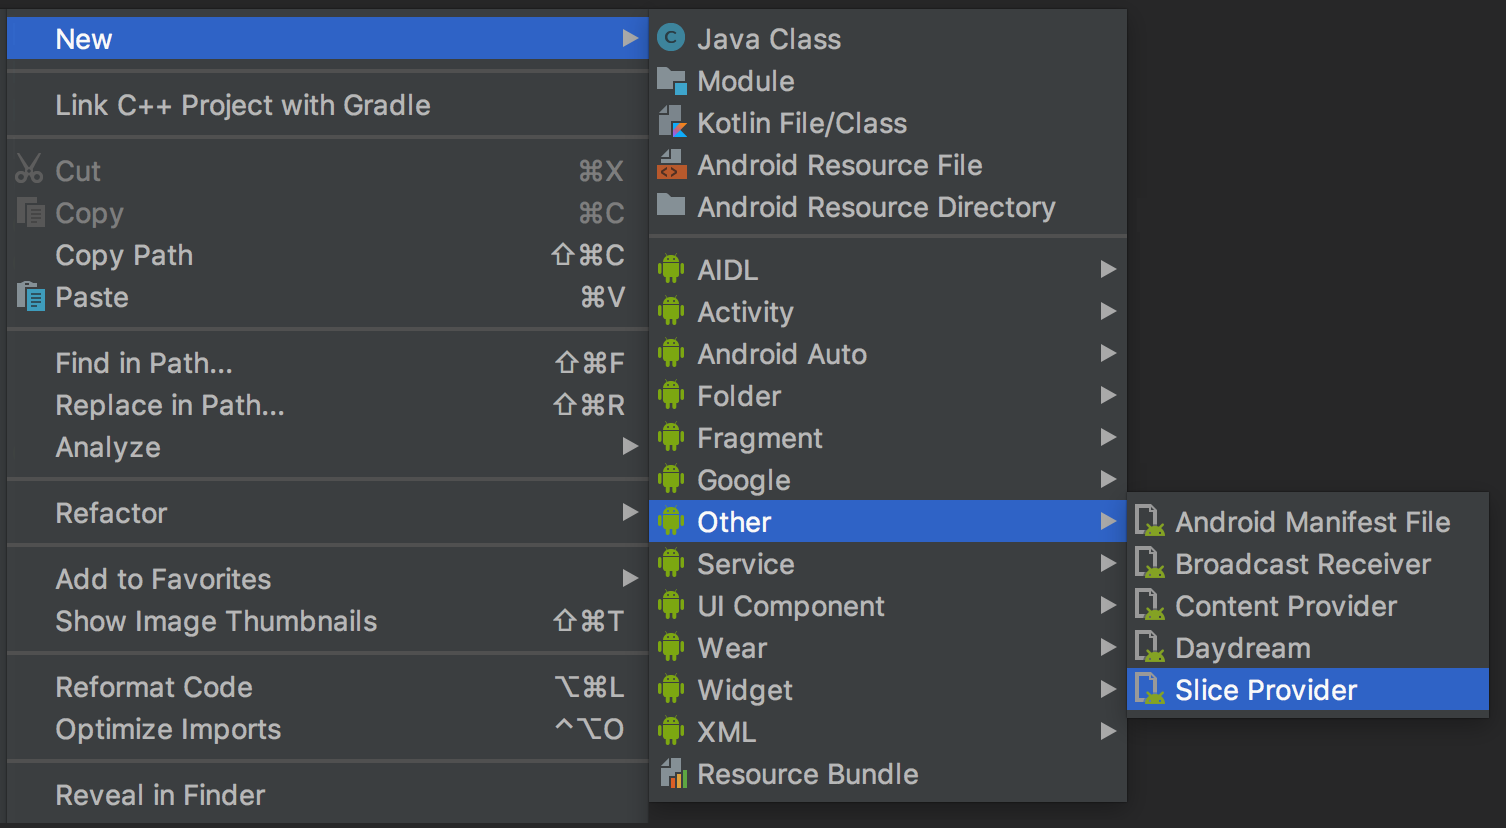 New
Link C++ Project with Gradle
Cut ⌘X
Copy ⌘C
Copy Path ⇧⌘C
Paste ⌘V
Find in Path... ⇧⌘F
Replace in Path... ⇧⌘R
Analyze
Refactor
Add to Favorites
Show Image Thumbnails ⇧⌘T
Reformat Code ⌥⌘L
Optimize Imports ^⌥O
Reveal in Finder
Java Class
Module
Kotlin File/Class
Android Resource File
Android Resource Directory
AIDL
Activity
Android Auto
Folder
Fragment
Google
Other
Service
UI Component
Wear
Widget
XML
Resource Bundle
Android Manifest File
Broadcast Receiver
Content Provider
Daydream
Slice Provider